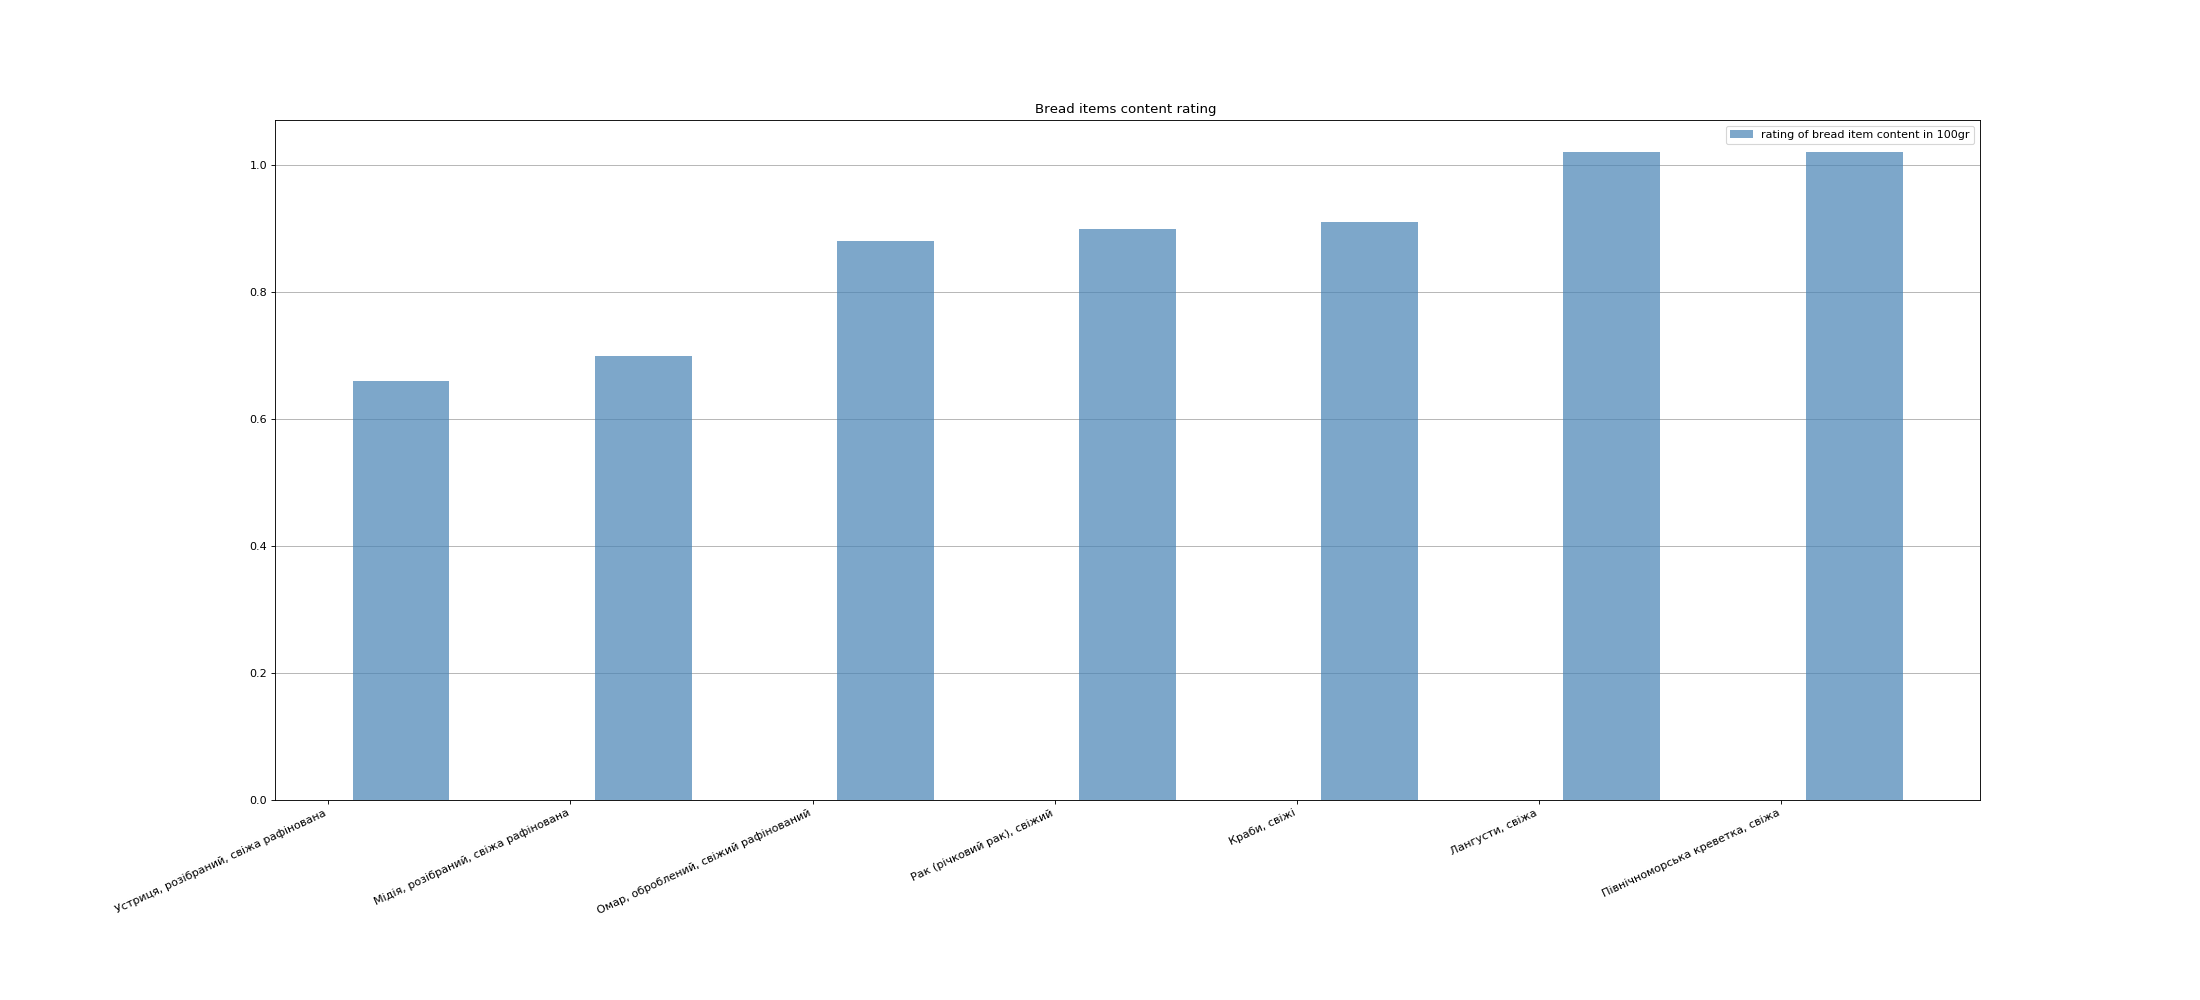 Bread items content rating
rating of bread item content in 100gr
1.0
0.8
0.6
0.4
0.2
0.0
Устриця, розібраний, свіжа рафінована
Мідія, розібраний, свіжа рафінована
Омар, оброблений, свіжий рафінований
Рак (річковий рак), свіжий
Краби, свіжі
Лангусти, свіжа
Північноморська креветка, свіжа